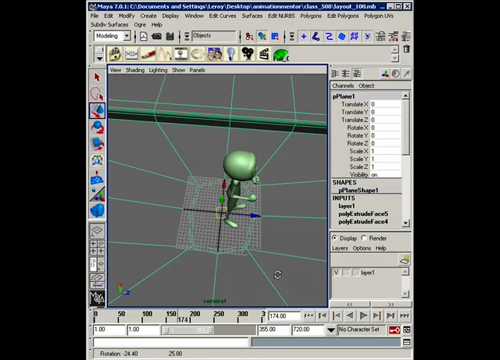 Maya 7.0.1: C:\Documents and Settings\Leroy\Desktop\animationmentor\class_500\layout_100.mb
File Edit Modify Create Display Window Edit Curves Surfaces Edit NURBS Polygons Edit Polygons Polygon UVs
Subdiv Surfaces Ogre Help
Modeling
Objects
View Shading Lighting Show Panels
Channels Object
pPlane1
Translate X 0
Translate Y 0
Translate Z 0
Rotate X 0
Rotate Y 0
Rotate Z 0
Scale X 1
Scale Y 1
Scale Z 1
Visibility on
SHAPES
pPlaneShape1
INPUTS
layer1
polyExtrudeFace5
polyExtrudeFace4
Display Render
Layers Options Help
V layer1
camera1
0 50 100 150 174 200 250 300 3 174.00
1.00 1.00 355.00 720.00 No Character Set
Rotation: -24.40 25.80